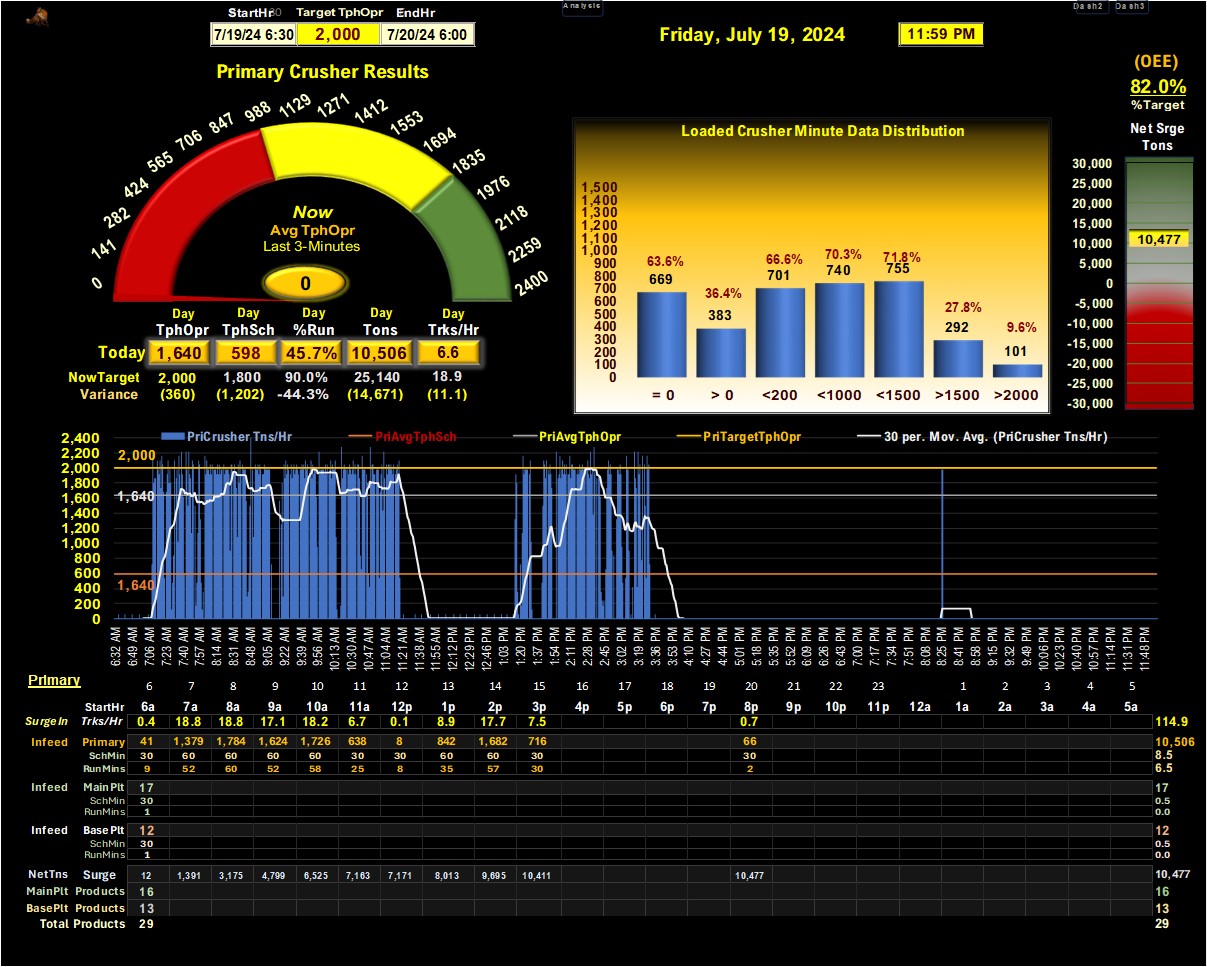 Analysis
Dash2 Dash3
StartHr Target TphOpr EndHr
7/19/24 6:30 2,000 7/20/24 6:00
Friday, July 19, 2024
11:59 PM
(OEE)
82.0%
%Target
Net Srge
Tons
30,000
25,000
20,000
15,000
10,000
5,000
0
-5,000
-10,000
-15,000
-20,000
-25,000
-30,000
10,477
Primary Crusher Results
0
141
282
424
565
706
847
988
1129
1271
1412
1553
1694
1835
1976
2118
2259
2400
Now
Avg TphOpr
Last 3-Minutes
0
Day Day Day Day Day
TphOpr TphSch %Run Tons Trks/Hr
Today 1,640 598 45.7% 10,506 6.6
NowTarget 2,000 1,800 90.0% 25,140 18.9
Variance (360) (1,202) -44.3% (14,671) (11.1)
Loaded Crusher Minute Data Distribution
1,500
1,400
1,300
1,200
1,100
1,000
900
800
700
600
500
400
300
200
100
0
63.6% 36.4% 66.6% 70.3% 71.8% 27.8% 9.6%
669 383 701 740 755 292 101
= 0 > 0 <200 <1000 <1500 >1500 >2000
PriCrusher Tns/Hr PriAvgTphSch PriAvgTphOpr PriTargetTphOpr 30 per. Mov. Avg. (PriCrusher Tns/Hr)
2,400
2,200
2,000
1,800
1,600
1,400
1,200
1,000
800
600
400
200
0
2,000
1,640
1,640
6:32 AM 6:49 AM 7:06 AM 7:23 AM 7:40 AM 7:57 AM 8:14 AM 8:31 AM 8:48 AM 9:05 AM 9:22 AM 9:39 AM 9:56 AM 10:13 AM 10:30 AM 10:47 AM 11:04 AM 11:21 AM 11:38 AM 11:55 AM 12:12 PM 12:29 PM 12:46 PM 1:03 PM 1:20 PM 1:37 PM 1:54 PM 2:11 PM 2:28 PM 2:45 PM 3:02 PM 3:19 PM 3:36 PM 3:53 PM 4:10 PM 4:27 PM 4:44 PM 5:01 PM 5:18 PM 5:35 PM 5:52 PM 6:09 PM 6:26 PM 6:43 PM 7:00 PM 7:17 PM 7:34 PM 7:51 PM 8:08 PM 8:25 PM 8:41 PM 8:58 PM 9:15 PM 9:32 PM 9:49 PM 10:06 PM 10:23 PM 10:40 PM 10:57 PM 11:14 PM 11:31 PM 11:48 PM
Primary
6 7 8 9 10 11 12 13 14 15 16 17 18 19 20 21 22 23 1 2 3 4 5
StartHr 6a 7a 8a 9a 10a 11a 12p 1p 2p 3p 4p 5p 6p 7p 8p 9p 10p 11p 12a 1a 2a 3a 4a 5a
SurgeIn Trks/Hr 0.4 18.8 18.8 17.1 18.2 6.7 0.1 8.9 17.7 7.5 0.7 114.9
Infeed Primary 41 1,379 1,784 1,624 1,726 638 8 842 1,682 716 66 10,506
SchMin 30 60 60 60 60 30 30 60 60 30 30 8.5
RunMins 9 52 60 52 58 25 8 35 57 30 2 6.5
Infeed MainPlt 17 17
SchMin 30 0.5
RunMins 1 0.0
Infeed BasePlt 12 12
SchMin 30 0.5
RunMins 1 0.0
NetTns Surge 12 1,391 3,175 4,799 6,525 7,163 7,171 8,013 9,695 10,411 10,477 10,477
MainPlt Products 16 16
BasePlt Products 13 13
Total Products 29 29